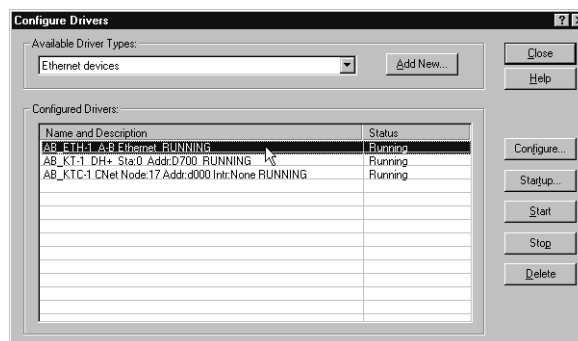 Configure Drivers
Available Driver Types:
Ethernet devices
Add New...
Close
Help
Configured Drivers:
Name and Description Status
AB_ETH-1 A-B Ethernet RUNNING Running
AB_KT-1 DH+ Sta:0 Addr:D700 RUNNING Running
AB_KTC-1 CNet Node:17 Addr:d000 Intr:None RUNNING Running
Configure...
Startup...
Start
Stop
Delete